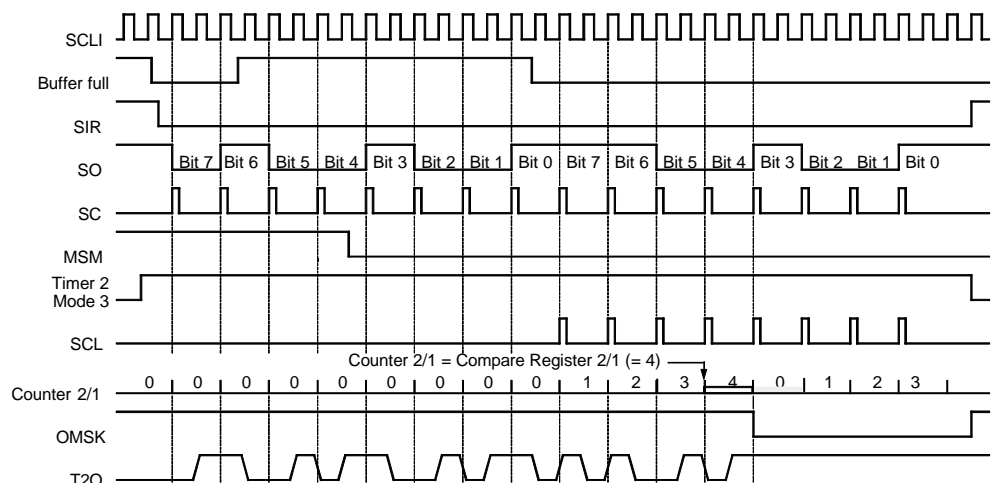 SCLI
Buffer full
SIR
SO Bit 7 Bit 6 Bit 5 Bit 4 Bit 3 Bit 2 Bit 1 Bit 0 Bit 7 Bit 6 Bit 5 Bit 4 Bit 3 Bit 2 Bit 1 Bit 0
SC
MSM
Timer 2
Mode 3
SCL
Counter 2/1 = Compare Register 2/1 (= 4)
Counter 2/1 0 0 0 0 0 0 0 0 0 1 2 3 4 0 1 2 3
OMSK
T2O